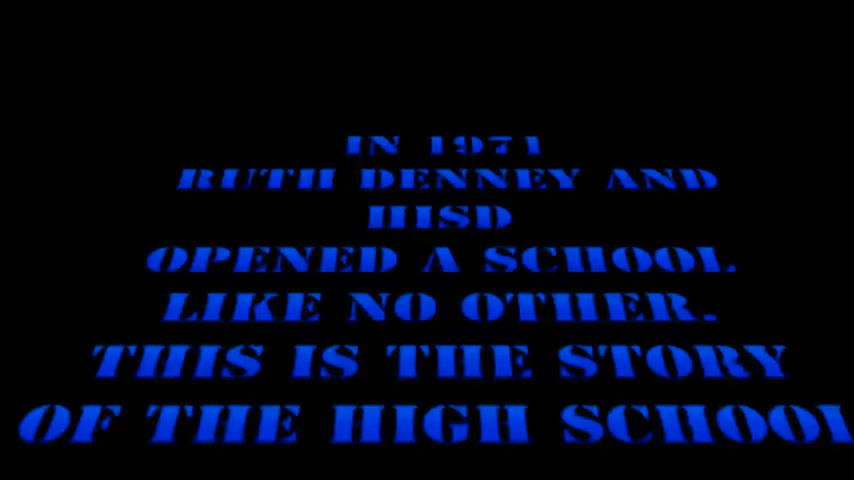 IN 1971
RUTH DENNEY AND
HISD
OPENED A SCHOOL
LIKE NO OTHER.
THIS IS THE STORY
OF THE HIGH SCHOOL